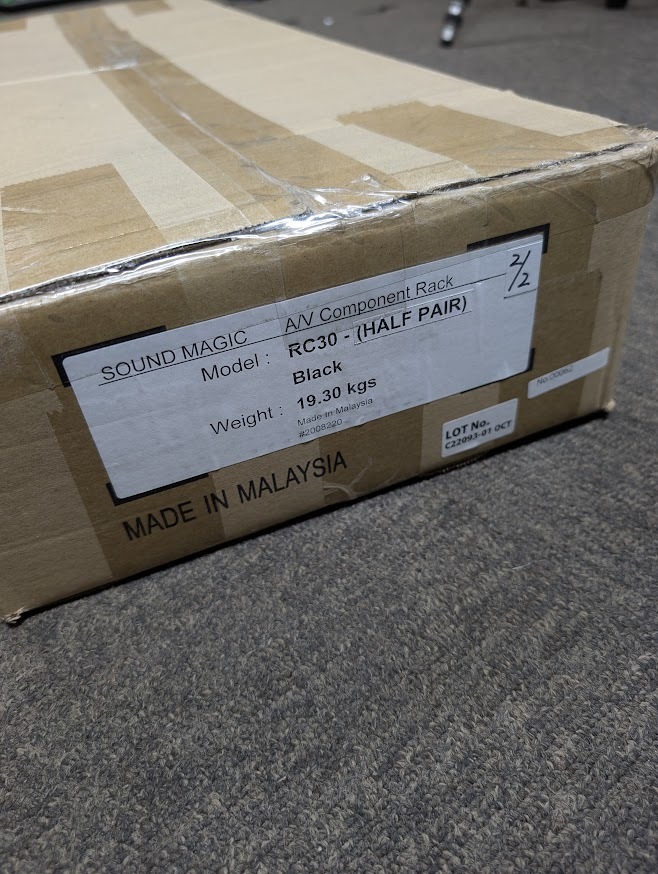 SOUND MAGIC A/V Component Rack
2/2
Model : RC30 - (HALF PAIR)
Black
Weight : 19.30 kgs
Made In Malaysia
#2008220
No.00062
LOT No.
C22093-01 OCT
MADE IN MALAYSIA